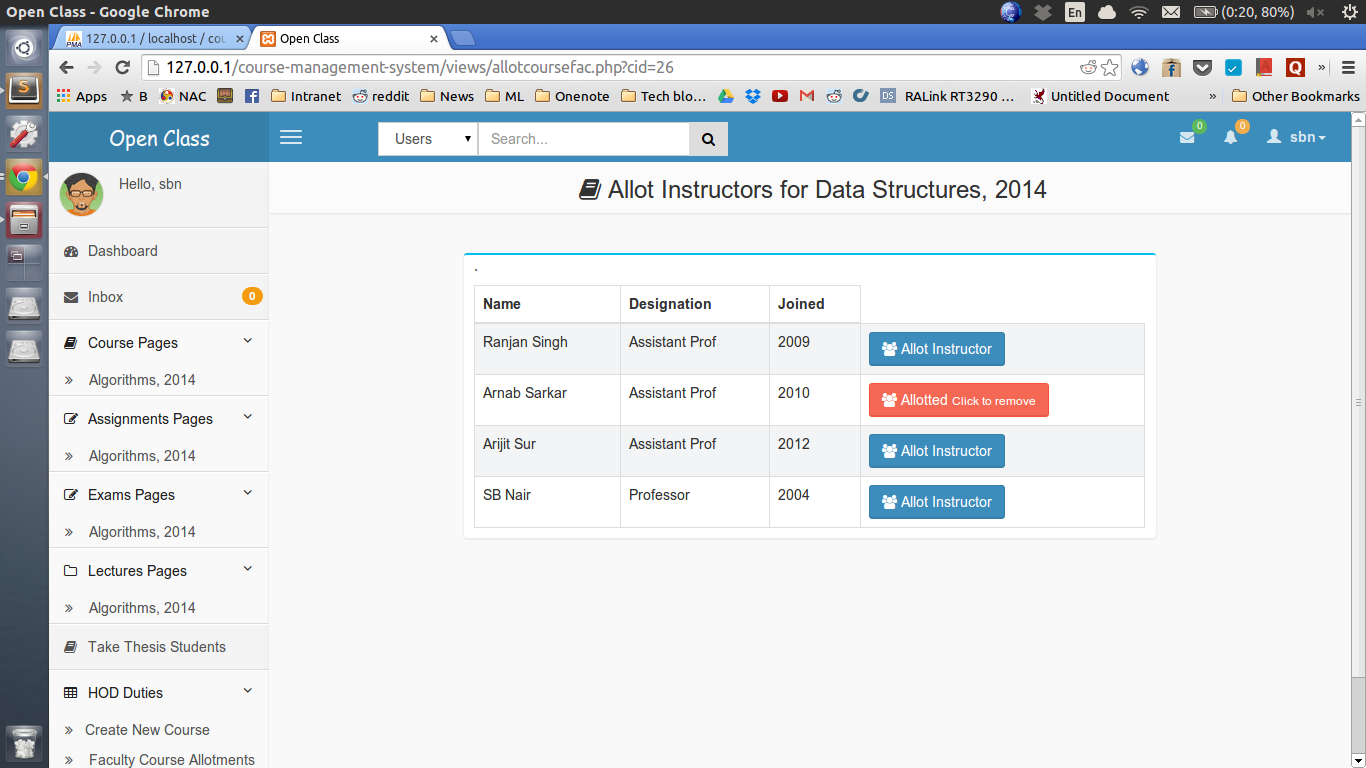 Open Class - Google Chrome
En
(0:20, 80%)
127.0.0.1 / localhost / cou
Open Class
127.0.0.1/course-management-system/views/allotcoursefac.php?cid=26
Apps
B
NAC
Intranet
reddit
News
ML
Onenote
Tech blo...
RALink RT3290 ...
Untitled Document
»
Other Bookmarks
Open Class
Users
Search...
0
0
sbn
Hello, sbn
Allot Instructors for Data Structures, 2014
Dashboard
Inbox
0
Course Pages
» Algorithms, 2014
Assignments Pages
» Algorithms, 2014
Exams Pages
» Algorithms, 2014
Lectures Pages
» Algorithms, 2014
Take Thesis Students
HOD Duties
» Create New Course
» Faculty Course Allotments
`
Name Designation Joined
Ranjan Singh Assistant Prof 2009 Allot Instructor
Arnab Sarkar Assistant Prof 2010 Allotted Click to remove
Arijit Sur Assistant Prof 2012 Allot Instructor
SB Nair Professor 2004 Allot Instructor